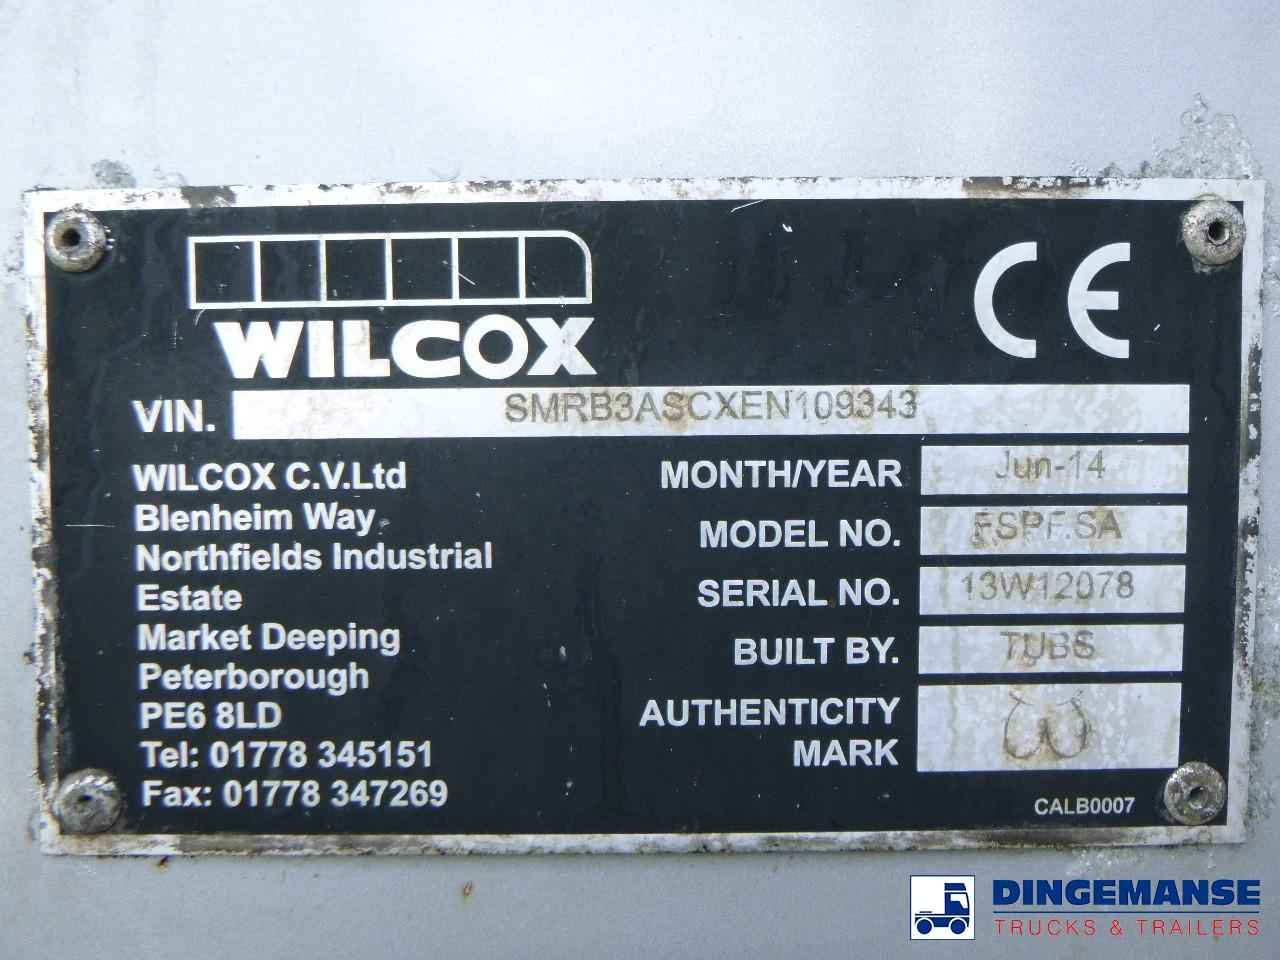 WILCOX
CE
VIN. SMRB3ASCXEN109343
WILCOX C.V.Ltd
Blenheim Way
Northfields Industrial
Estate
Market Deeping
Peterborough
PE6 8LD
Tel: 01778 345151
Fax: 01778 347269
MONTH/YEAR Jun-14
MODEL NO. FSPF.SA
SERIAL NO. 13W12078
BUILT BY. TUBS
AUTHENTICITY
MARK
CALB0007
DINGEMANSE
TRUCKS & TRAILERS